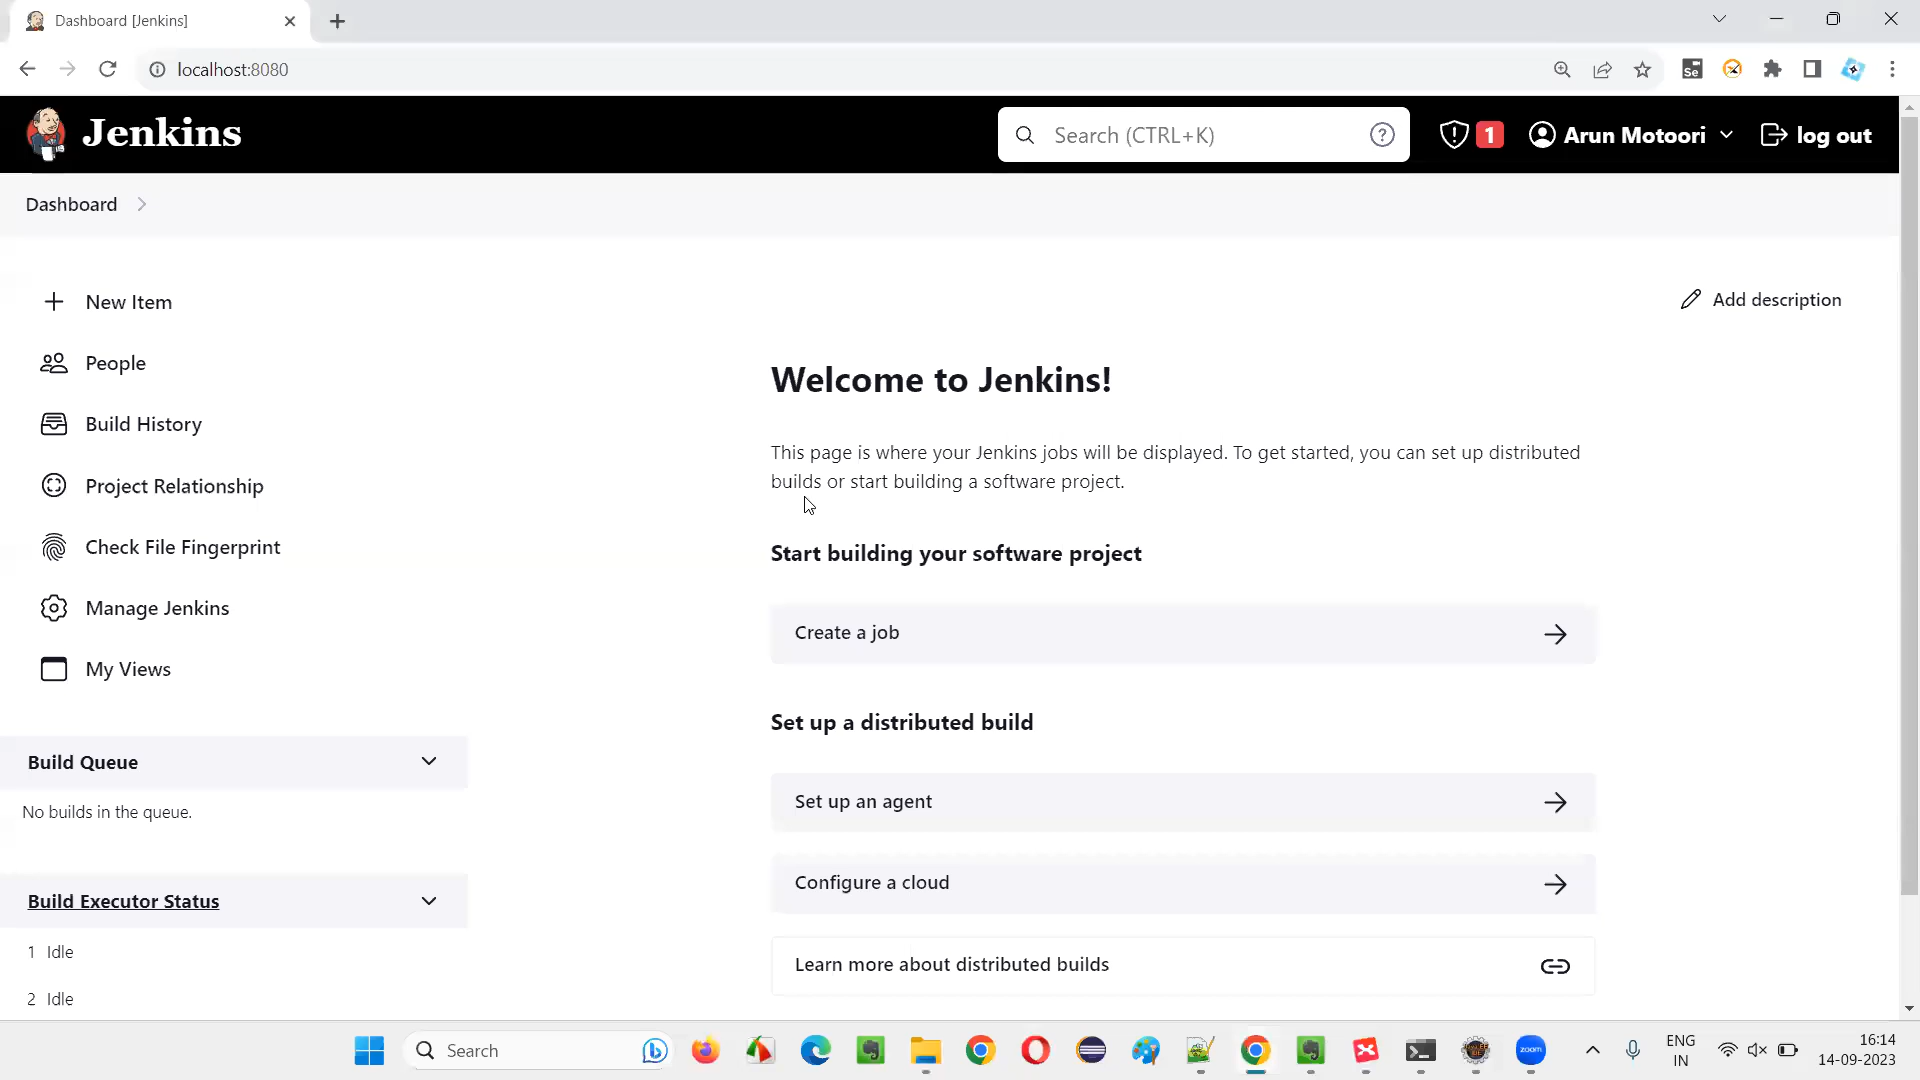 Dashboard [Jenkins]
localhost:8080
Se
Jenkins
Search (CTRL+K)
?
1
Arun Motoori
log out
Dashboard
New Item
People
Build History
Project Relationship
Check File Fingerprint
Manage Jenkins
My Views
Build Queue
No builds in the queue.
Build Executor Status
1 Idle
2 Idle
Add description
Welcome to Jenkins!
This page is where your Jenkins jobs will be displayed. To get started, you can set up distributed
builds or start building a software project.
Start building your software project
Create a job
Set up a distributed build
Set up an agent
Configure a cloud
Learn more about distributed builds
Search
zoom
ENG
IN
16:14
14-09-2023